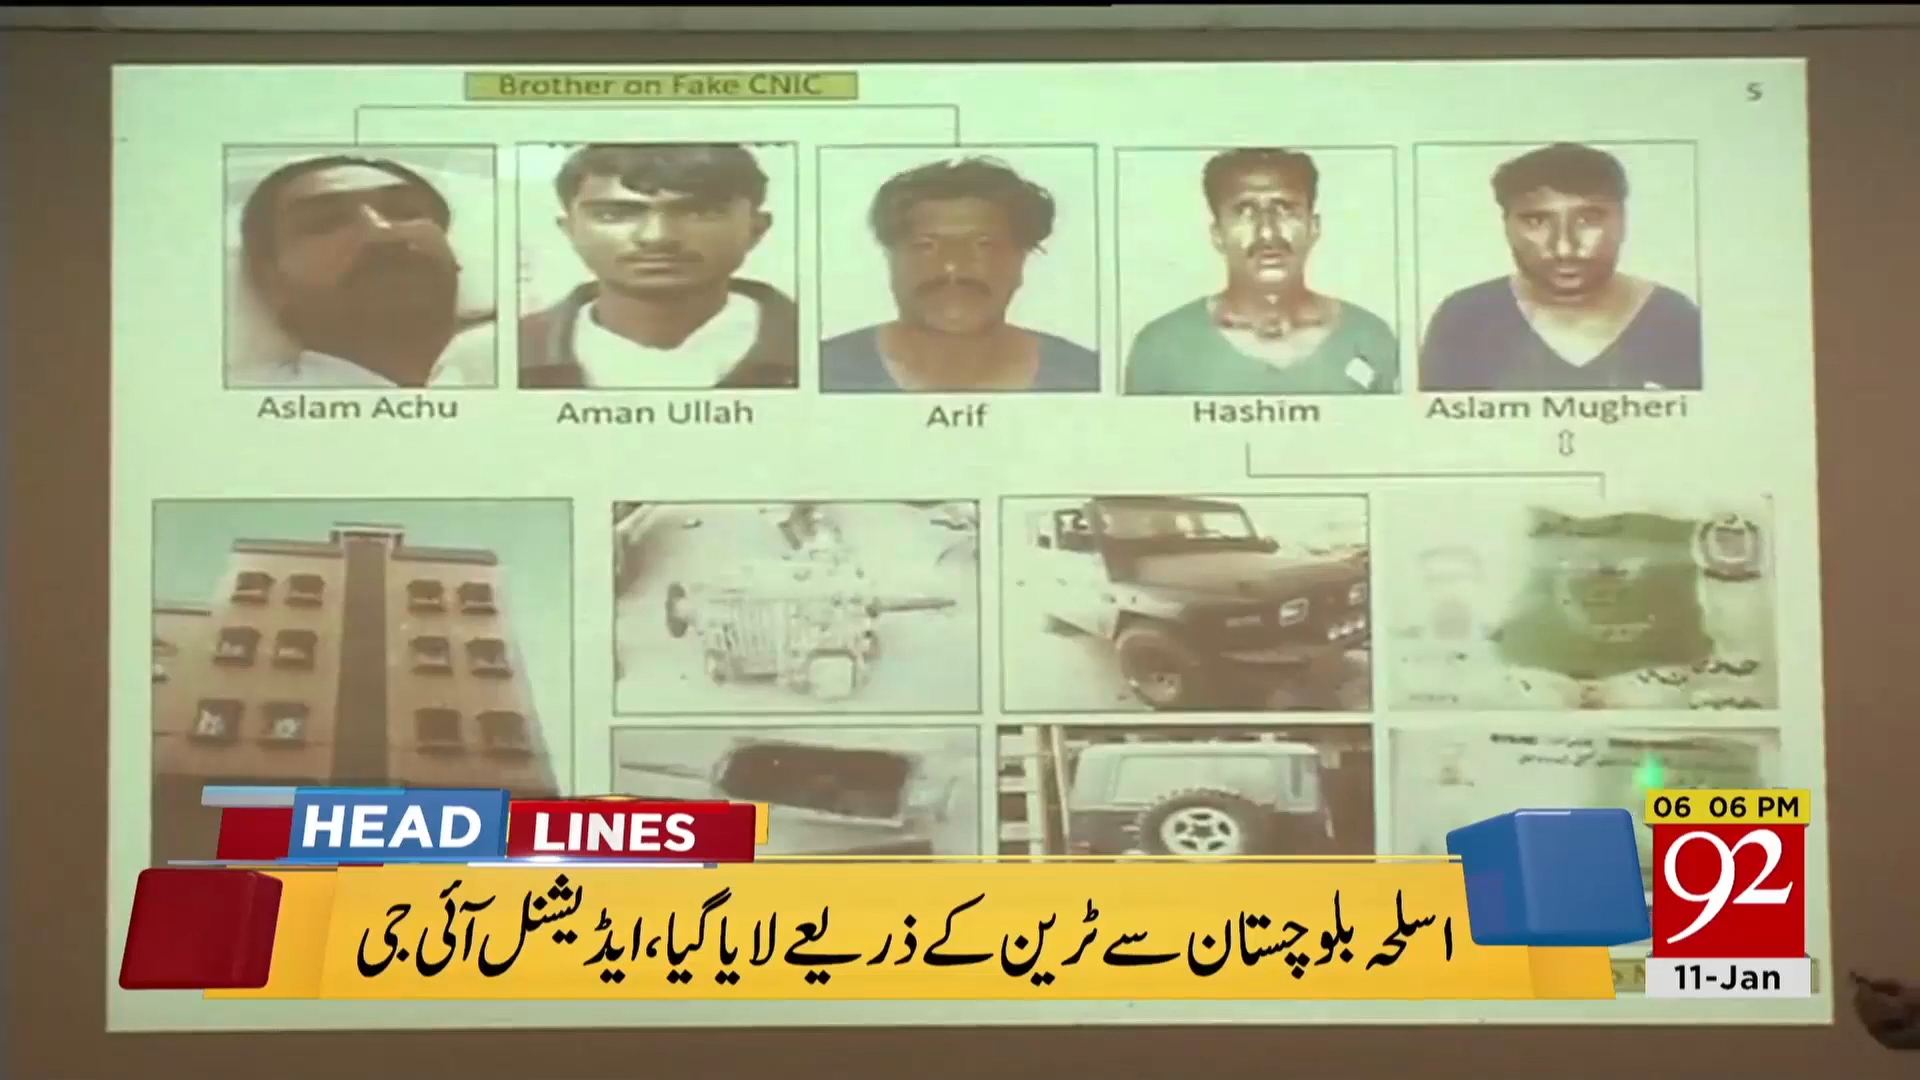 Brother on Fake CNIC
5
Aslam Achu
Aman Ullah
Arif
Hashim
Aslam Mugheri
HEAD LINES
اسلحہ بلوچستان سے ٹرین کے ذریعے لایا گیا، ایڈیشنل آئی جی
06 06 PM
92
11-Jan